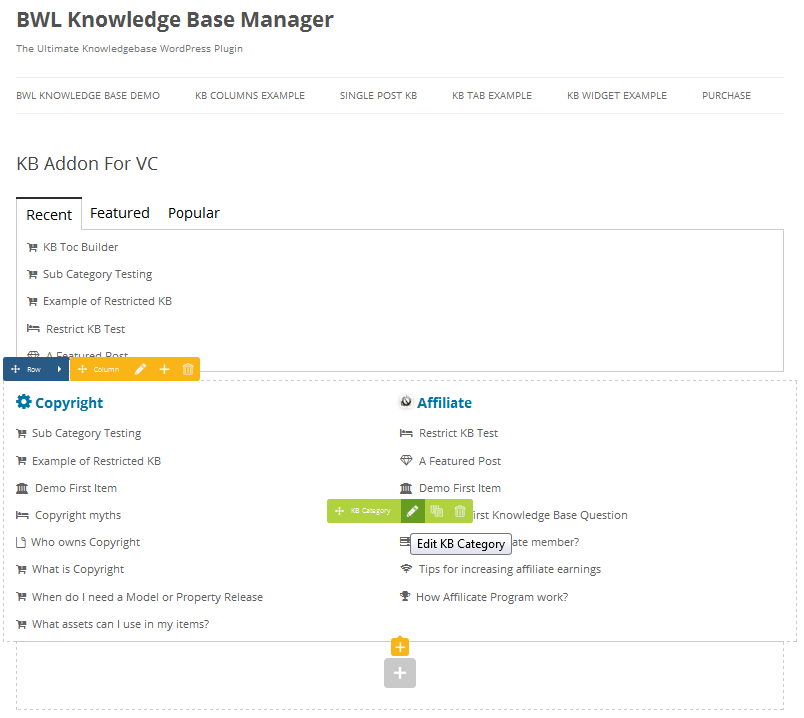 BWL Knowledge Base Manager
The Ultimate Knowledgebase WordPress Plugin
BWL KNOWLEDGE BASE DEMO KB COLUMNS EXAMPLE SINGLE POST KB KB TAB EXAMPLE KB WIDGET EXAMPLE PURCHASE
KB Addon For VC
Recent Featured Popular
KB Toc Builder
Sub Category Testing
Example of Restricted KB
Restrict KB Test
A Featured Post
Row Column
Copyright
Sub Category Testing
Example of Restricted KB
Demo First Item
Copyright myths
Who owns Copyright
What is Copyright
When do I need a Model or Property Release
What assets can I use in my items?
Affiliate
Restrict KB Test
A Featured Post
Demo First Item
KB Category
irst Knowledge Base Question
Edit KB Category
ate member?
Tips for increasing affiliate earnings
How Affilicate Program work?